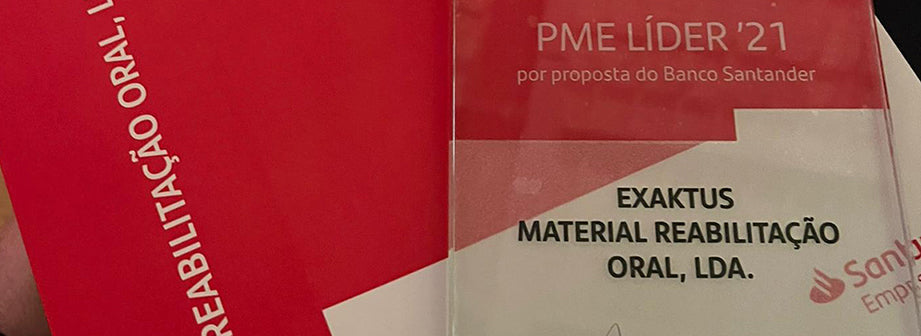 REABILITAÇÃO ORAL, L
PME LÍDER '21
por proposta do Banco Santander
EXAKTUS
MATERIAL REABILITAÇÃO
ORAL, LDA.